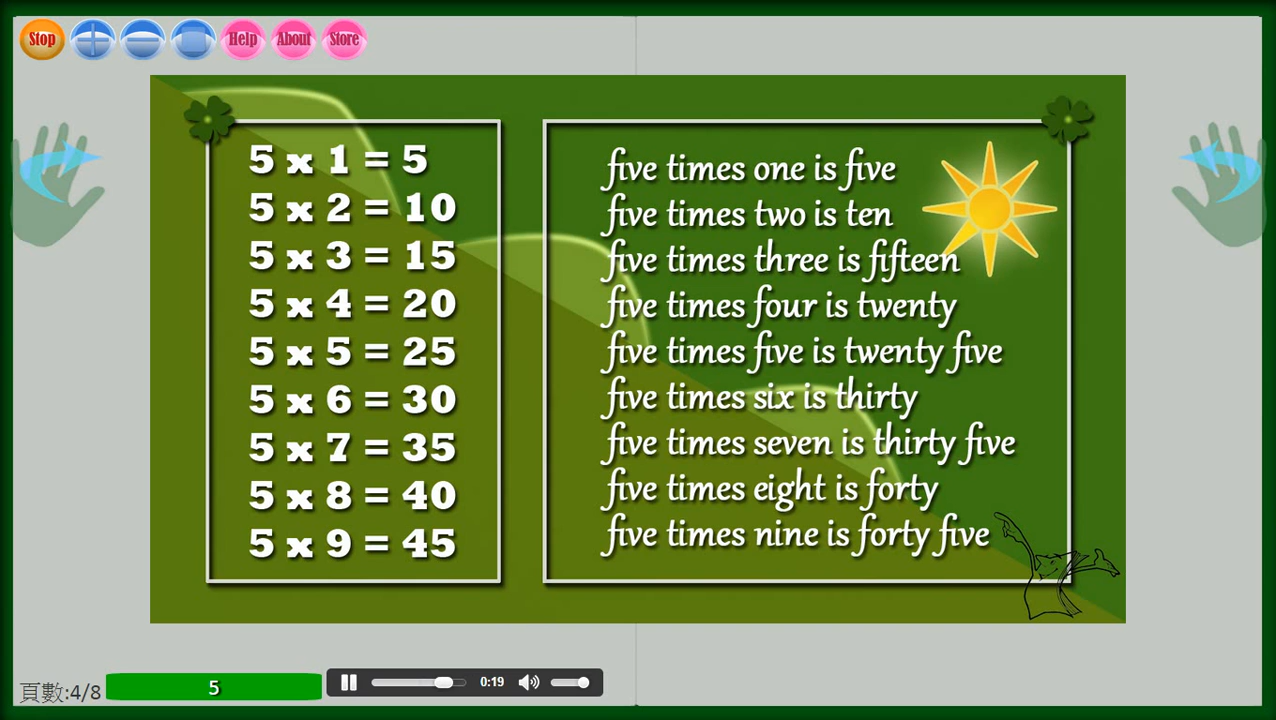 Stop Help About Store
5 x 1 = 5
5 x 2 = 10
5 x 3 = 15
5 x 4 = 20
5 x 5 = 25
5 x 6 = 30
5 x 7 = 35
5 x 8 = 40
5 x 9 = 45
five times one is five
five times two is ten
five times three is fifteen
five times four is twenty
five times five is twenty five
five times six is thirty
five times seven is thirty five
five times eight is forty
five times nine is forty five
頁數:4/8 5 0:19